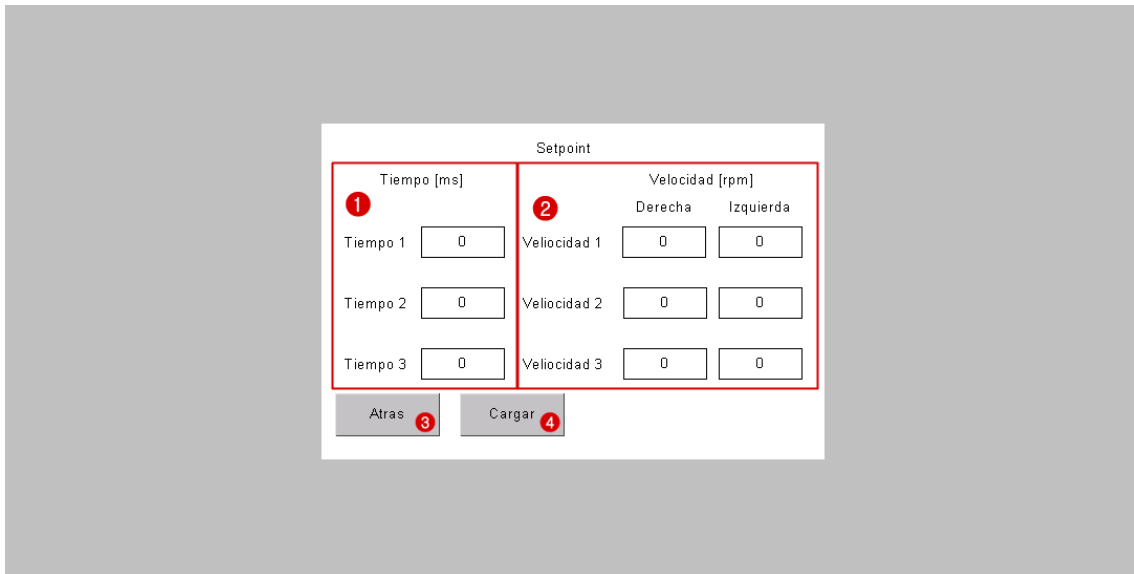 Setpoint
Tiempo [ms]
Velocidad [rpm]
1
2
Derecha Izquierda
Tiempo 1 0 Veliocidad 1 0 0
Tiempo 2 0 Veliocidad 2 0 0
Tiempo 3 0 Veliocidad 3 0 0
Atras 3 Cargar 4